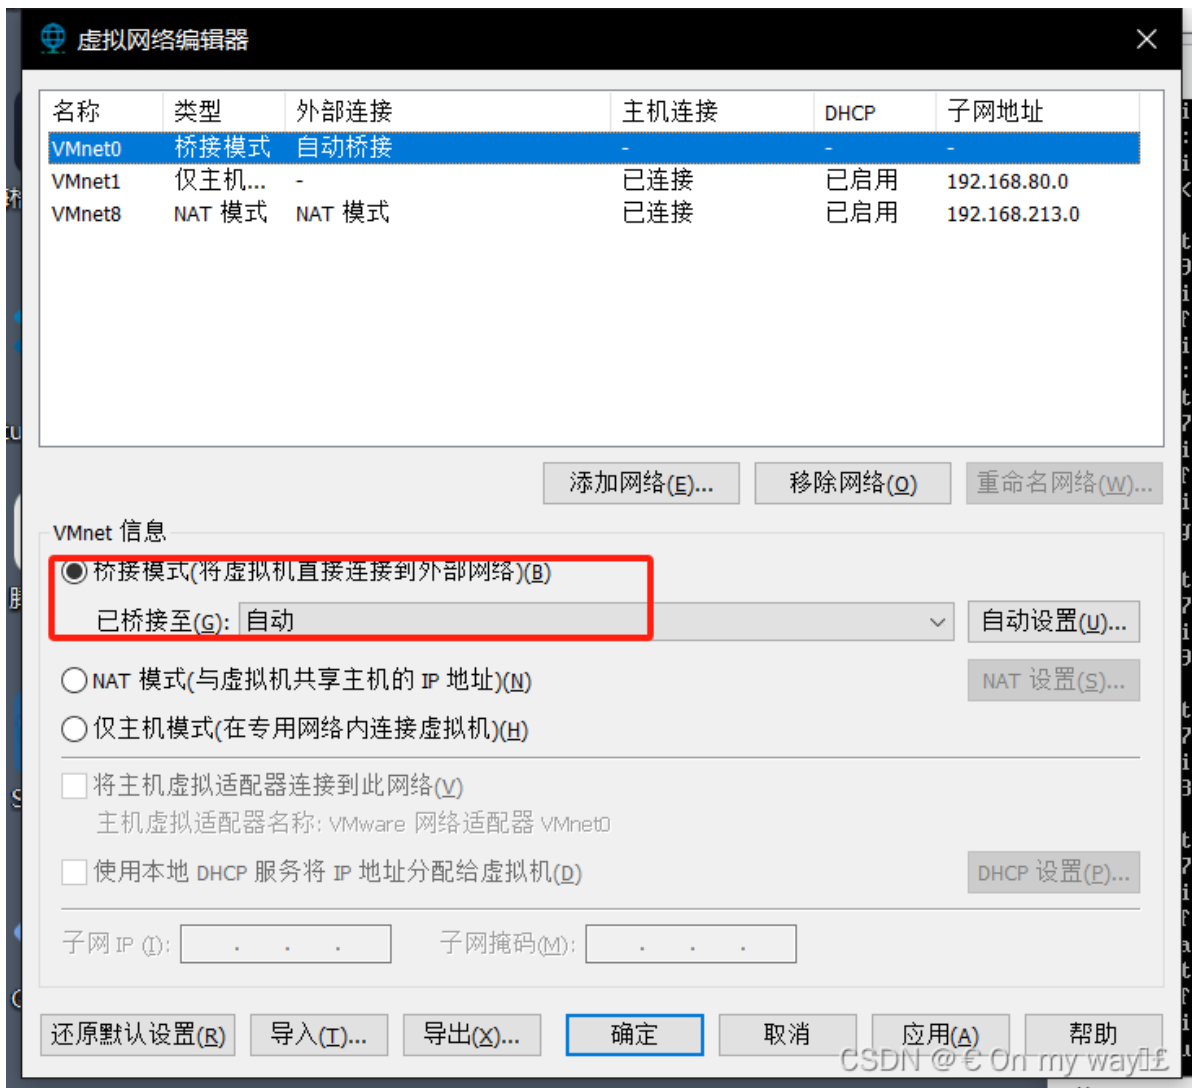 虚拟网络编辑器
名称 类型 外部连接 主机连接 DHCP 子网地址
VMnet0 桥接模式 自动桥接 - - -
VMnet1 仅主机... - 已连接 已启用 192.168.80.0
VMnet8 NAT 模式 NAT 模式 已连接 已启用 192.168.213.0
添加网络(E)... 移除网络(O) 重命名网络(W)...
VMnet 信息
桥接模式(将虚拟机直接连接到外部网络)(B)
已桥接至(G): 自动 自动设置(U)...
NAT 模式(与虚拟机共享主机的 IP 地址)(N) NAT 设置(S)...
仅主机模式(在专用网络内连接虚拟机)(H)
将主机虚拟适配器连接到此网络(V)
主机虚拟适配器名称: VMware 网络适配器 VMnet0
使用本地 DHCP 服务将 IP 地址分配给虚拟机(D) DHCP 设置(P)...
子网 IP (I): . . . 子网掩码(M): . . .
还原默认设置(R) 导入(T)... 导出(X)... 确定 取消 应用(A) 帮助
CSDN @€ On my way